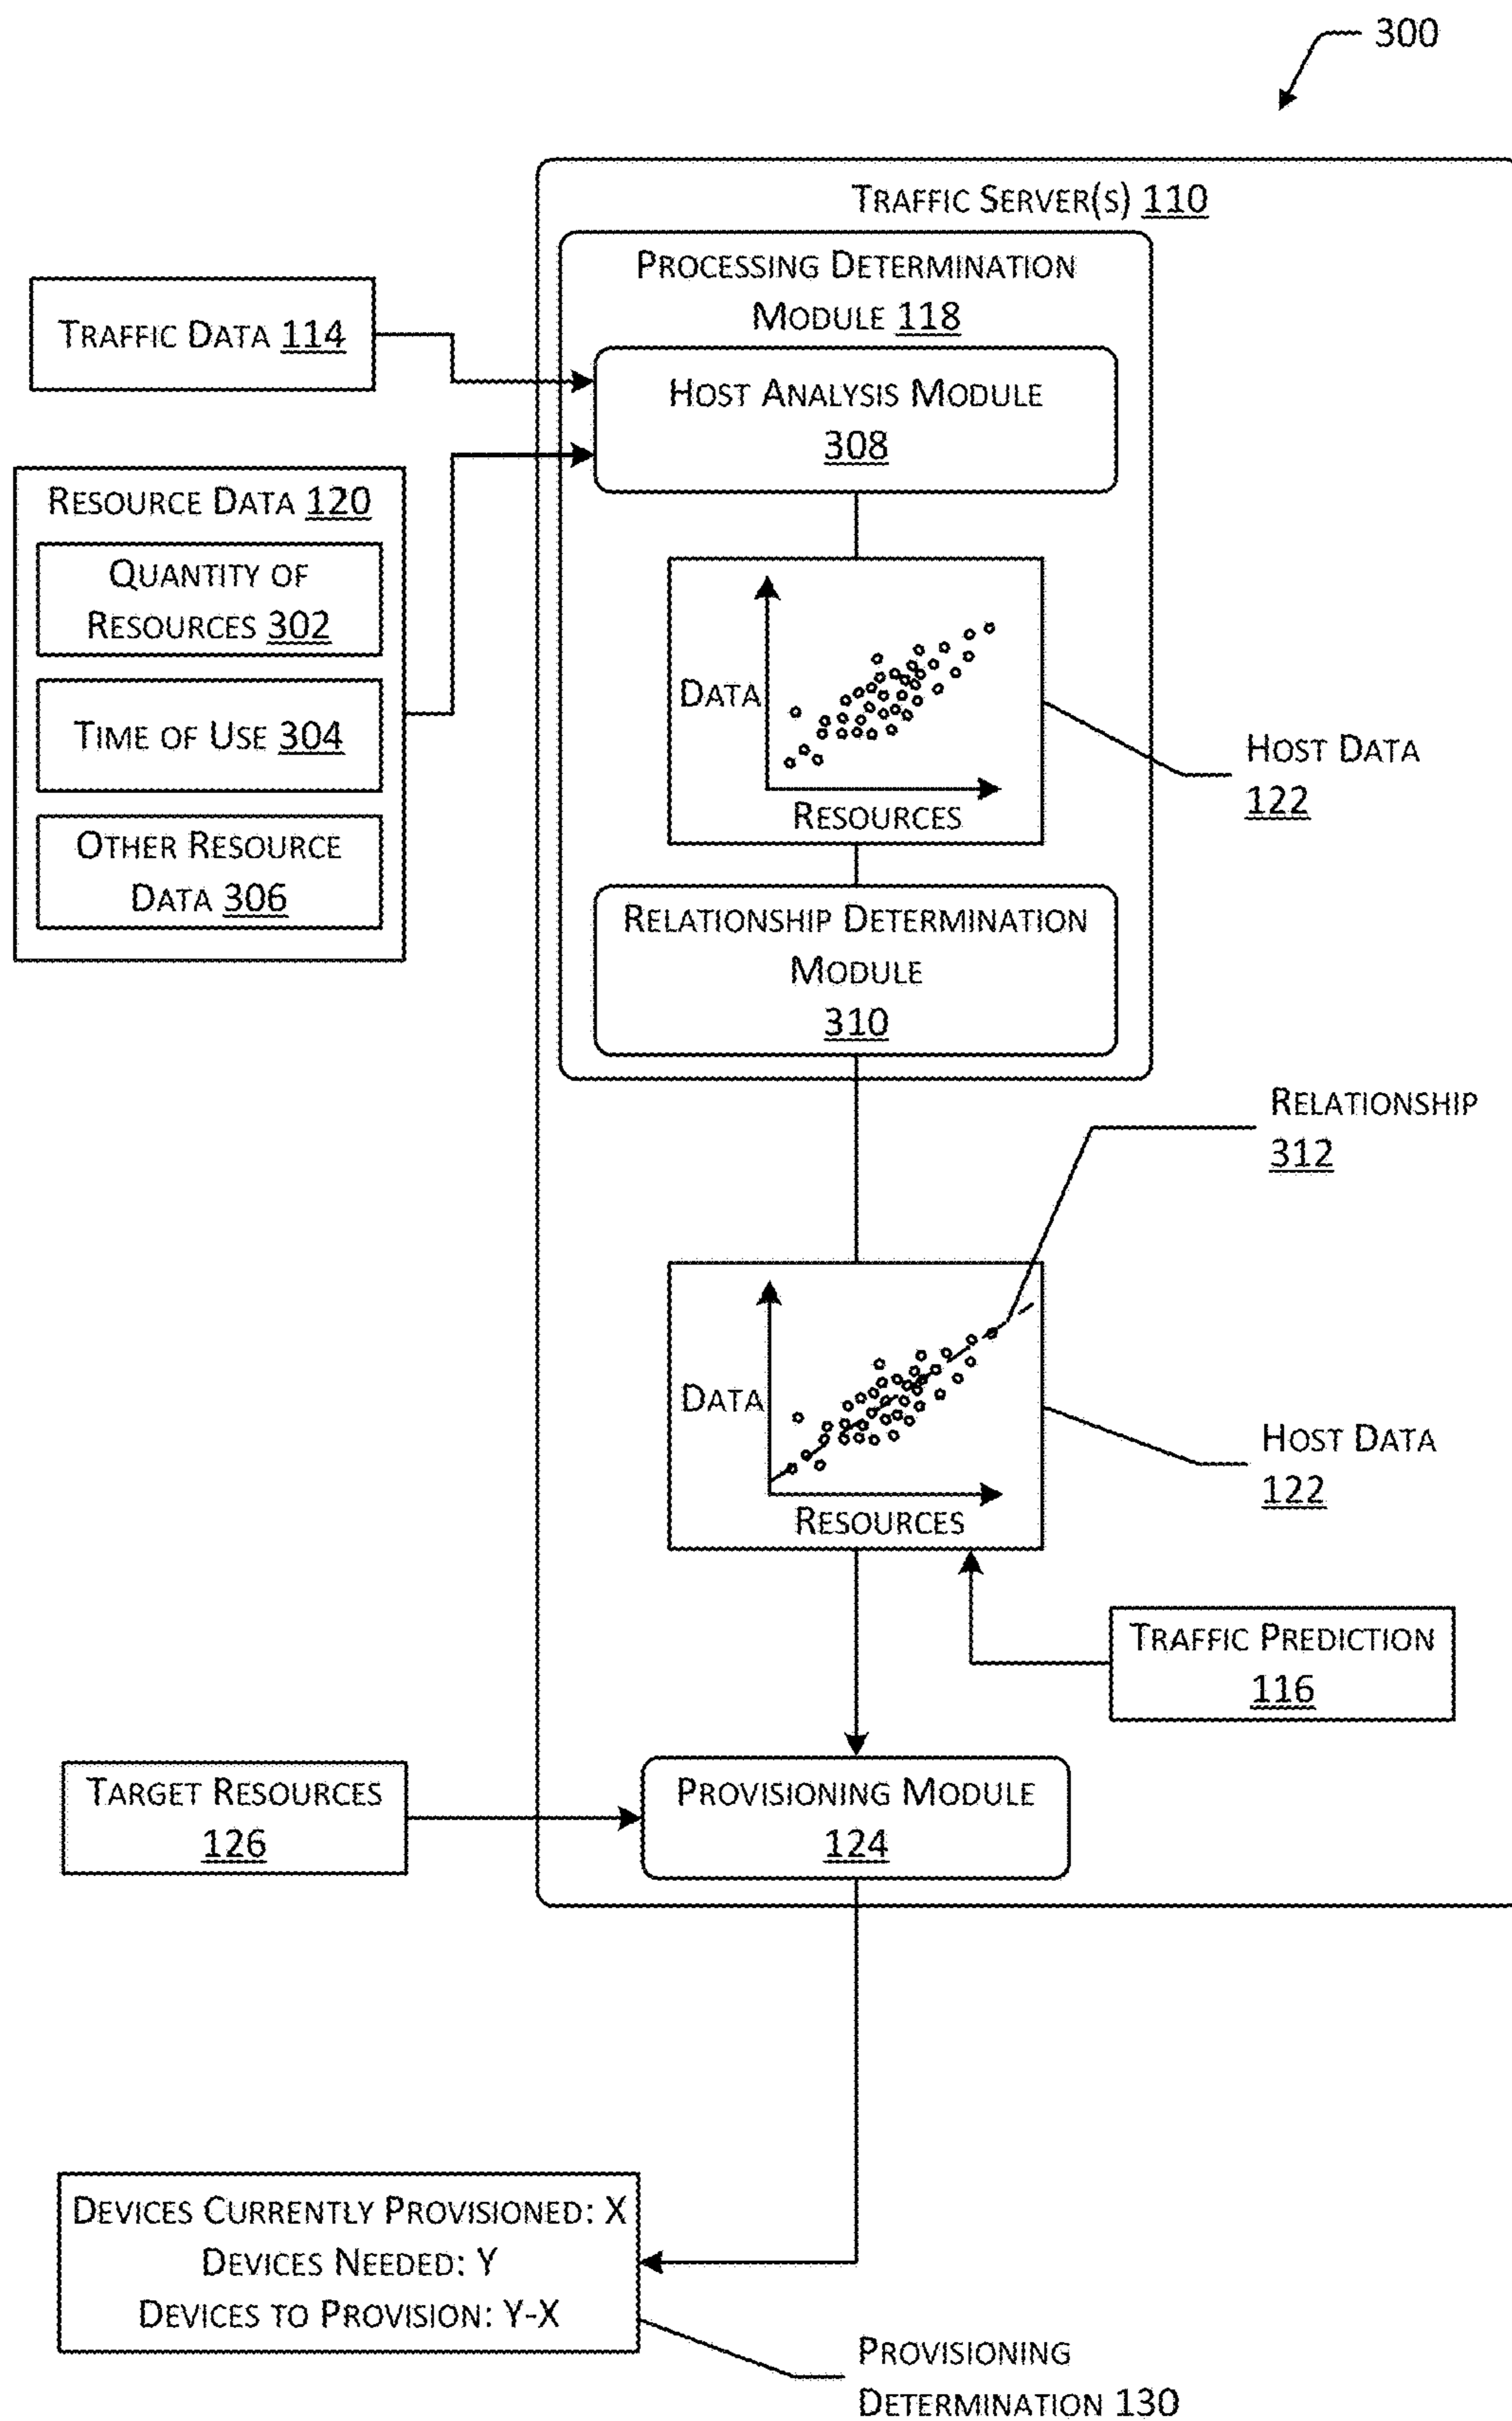 300
TRAFFIC SERVER(S) 110
PROCESSING DETERMINATION
MODULE 118
TRAFFIC DATA 114
HOST ANALYSIS MODULE
308
RESOURCE DATA 120
QUANTITY OF
RESOURCES 302
TIME OF USE 304
OTHER RESOURCE
DATA 306
DATA
RESOURCES
HOST DATA
122
RELATIONSHIP DETERMINATION
MODULE
310
RELATIONSHIP
312
DATA
RESOURCES
HOST DATA
122
TRAFFIC PREDICTION
116
TARGET RESOURCES
126
PROVISIONING MODULE
124
DEVICES CURRENTLY PROVISIONED: X
DEVICES NEEDED: Y
DEVICES TO PROVISION: Y-X
PROVISIONING
DETERMINATION 130